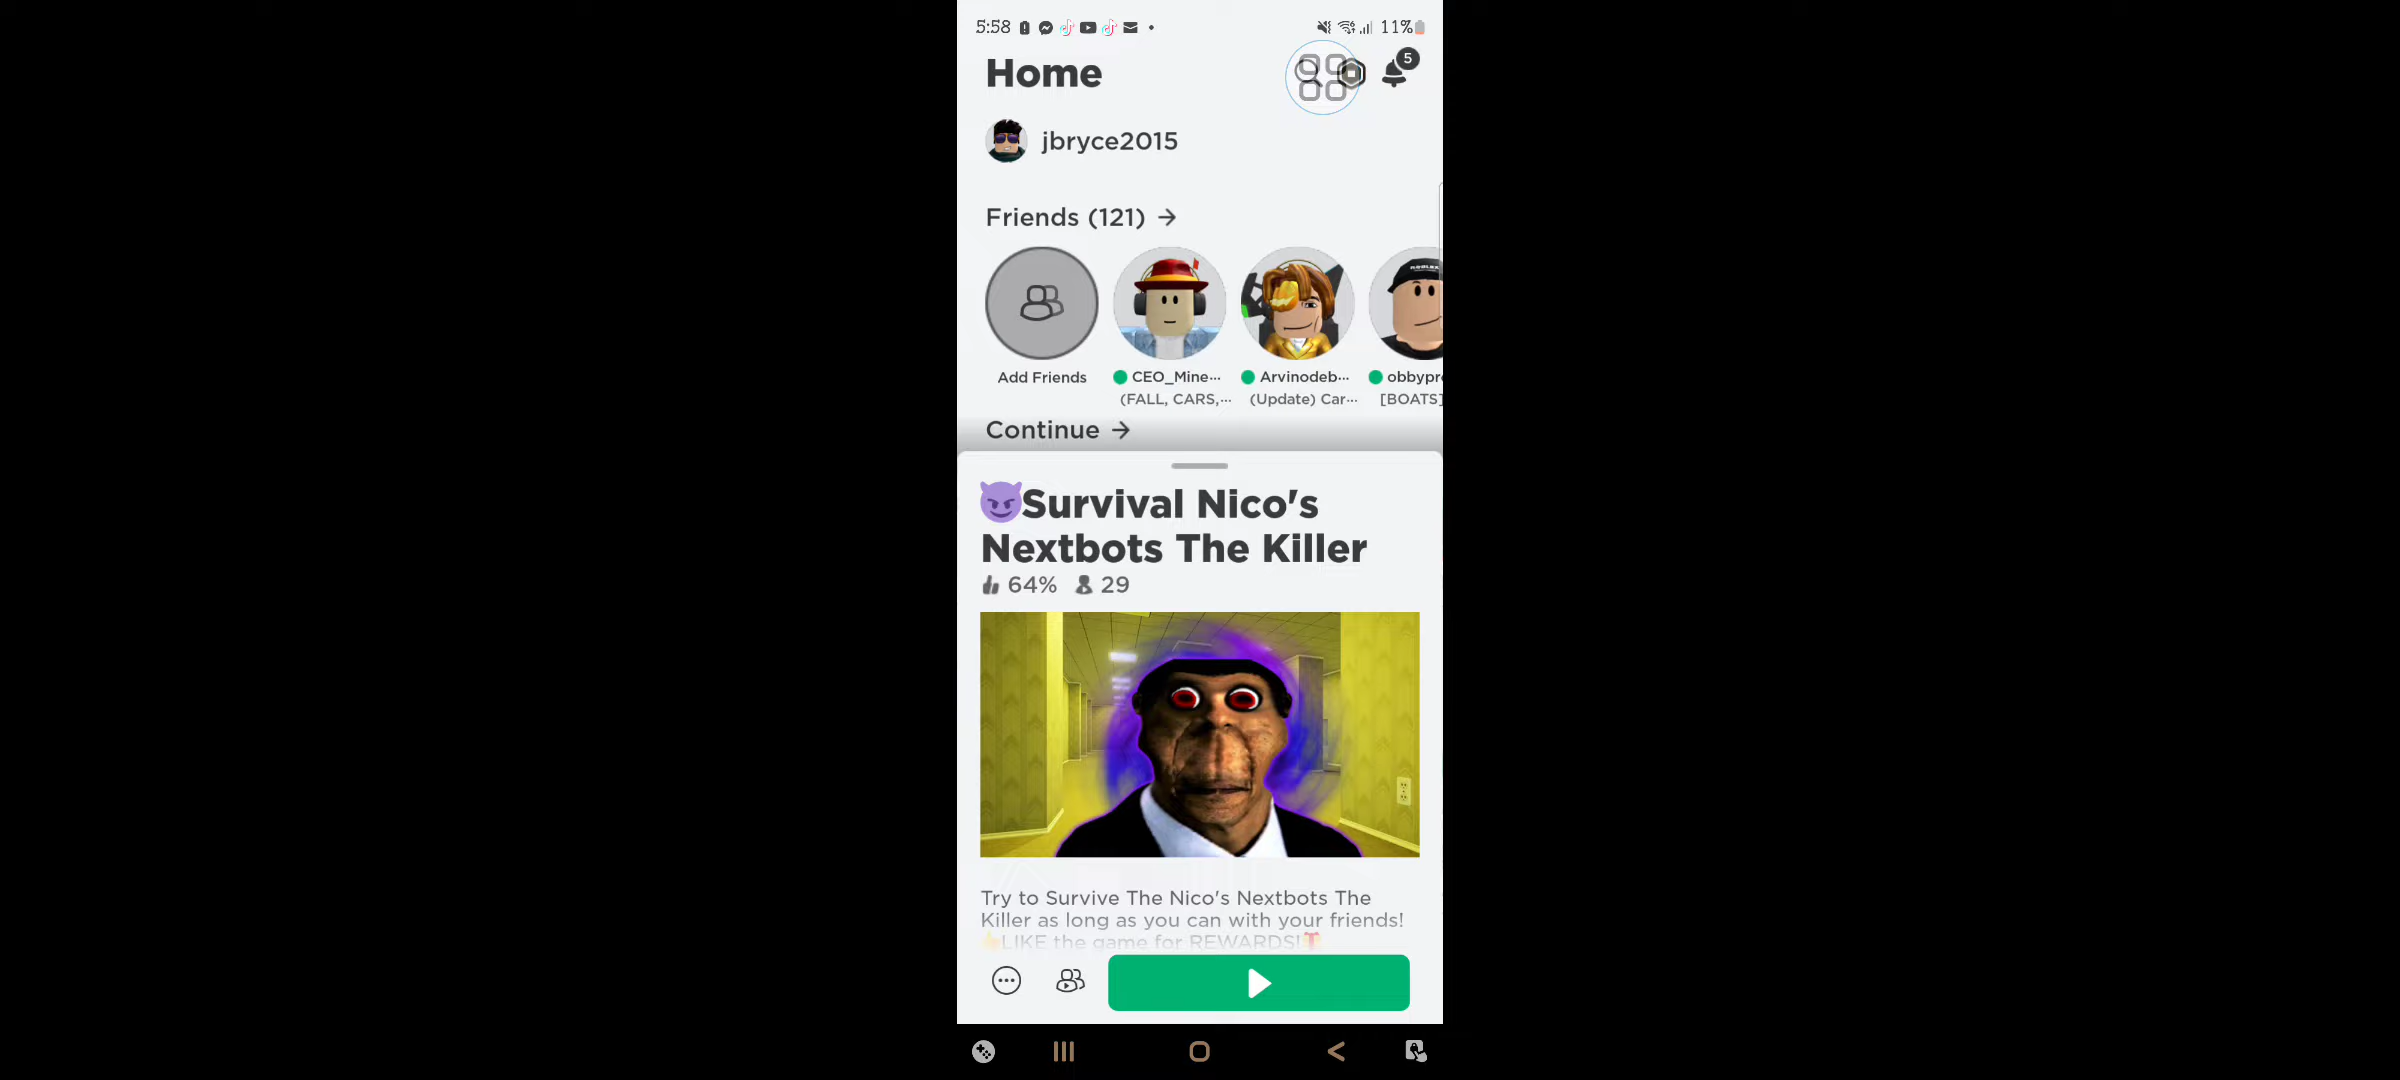 5:58
11%
Home
5
jbryce2015
Friends (121)
Add Friends
CEO_Mine...
Arvinodeb...
obbypr
(FALL, CARS,...
(Update) Car...
[BOATS]
Continue
😈Survival Nico's
Nextbots The Killer
64% 29
Try to Survive The Nico's Nextbots The
Killer as long as you can with your friends!
👍LIKE the game for REWARDS!🎁